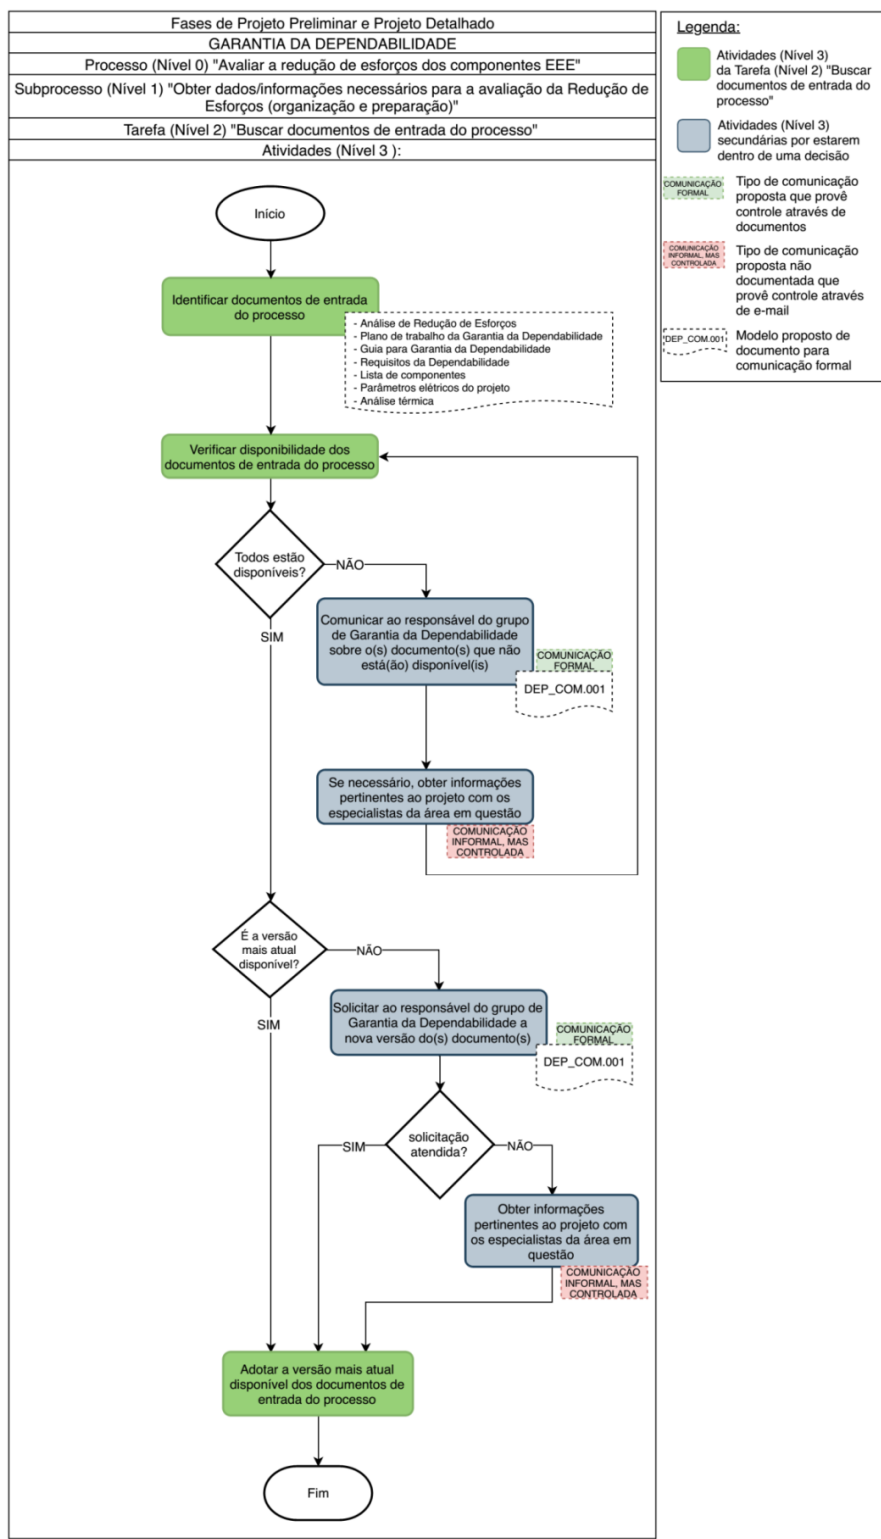 Fases de Projeto Preliminar e Projeto Detalhado
GARANTIA DA DEPENDABILIDADE
Processo (Nível 0) "Avaliar a redução de esforços dos componentes EEE"
Subprocesso (Nível 1) "Obter dados/informações necessários para a avaliação da Redução de
Esforços (organização e preparação)"
Tarefa (Nível 2) "Buscar documentos de entrada do processo"
Atividades (Nível 3 ):
Início
Identificar documentos de entrada
do processo
- Análise de Redução de Esforços
- Plano de trabalho da Garantia da Dependabilidade
- Guia para Garantia da Dependabilidade
- Requisitos da Dependabilidade
- Lista de componentes
- Parâmetros elétricos do projeto
- Análise térmica
Verificar disponibilidade dos
documentos de entrada do processo
Todos estão
disponíveis?
NÃO
SIM
Comunicar ao responsável do grupo
de Garantia da Dependabilidade
sobre o(s) documento(s) que não
está(ão) disponível(is)
COMUNICAÇÃO
FORMAL
DEP_COM.001
Se necessário, obter informações
pertinentes ao projeto com os
especialistas da área em questão
COMUNICAÇÃO
INFORMAL, MAS
CONTROLADA
É a versão
mais atual
disponível?
NÃO
SIM
Solicitar ao responsável do grupo de
Garantia da Dependabilidade a
nova versão do(s) documento(s)
COMUNICAÇÃO
FORMAL
DEP_COM.001
solicitação
atendida?
SIM
NÃO
Obter informações
pertinentes ao projeto com
os especialistas da área em
questão
COMUNICAÇÃO
INFORMAL, MAS
CONTROLADA
Adotar a versão mais atual
disponível dos documentos de
entrada do processo
Fim
Legenda:
Atividades (Nível 3)
da Tarefa (Nível 2) "Buscar
documentos de entrada do
processo"
Atividades (Nível 3)
secundárias por estarem
dentro de uma decisão
COMUNICAÇÃO
FORMAL
Tipo de comunicação
proposta que provê
controle através de
documentos
COMUNICAÇÃO
INFORMAL, MAS
CONTROLADA
Tipo de comunicação
proposta não
documentada que
provê controle através
de e-mail
DEP_COM.001
Modelo proposto de
documento para
comunicação formal